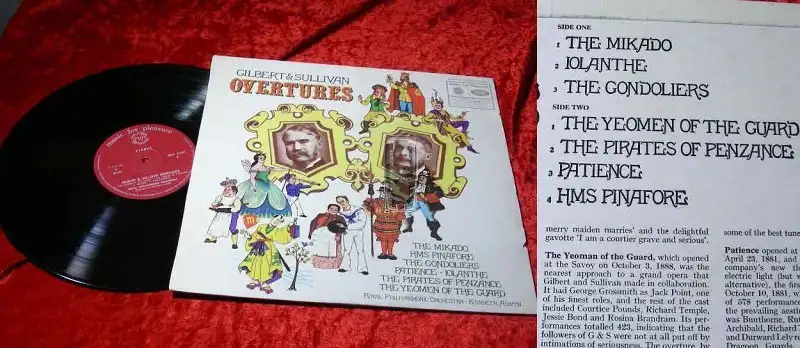 music for pleasure
STEREO
GILBERT & SULLIVAN OVERTURES
GILBERT & SULLIVAN
OVERTURES
THE MIKADO
HMS PINAFORE
THE GONDOLIERS
PATIENCE · IOLANTHE
THE PIRATES OF PENZANCE
THE YEOMEN OF THE GUARD
ROYAL PHILHARMONIC ORCHESTRA · KENNETH ALWYN
SIDE ONE
1 THE MIKADO
2 IOLANTHE
3 THE GONDOLIERS
SIDE TWO
1 THE YEOMEN OF THE GUARD
2 THE PIRATES OF PENZANCE
3 PATIENCE
4 HMS PINAFORE
merry maiden marries' and the delightful
gavotte 'I am a courtier grave and serious'.
The Yeoman of the Guard, which opened
at the Savoy on October 3, 1888, was the
nearest approach to a grand opera that
Gilbert and Sullivan made in collaboration.
It had George Grossmith as Jack Point, one
of his finest roles, and the rest of the cast
included Courtice Pounds, Richard Temple,
Jessie Bond and Rosina Brandram. Its per-
formances totalled 423, indicating that the
followers of G & S were not at all put off by
intimations of seriousness. The overture, by
some of the best tune
Patience opened at
April 23, 1881, and
company's new th
electric light (but w
alternative), the fir
October 10, 1881, w
of 578 performanc
the prevailing aesth
was Bunthorne, Rut
Archibald, Richard
and Durward Lely r
Dragoon Guards